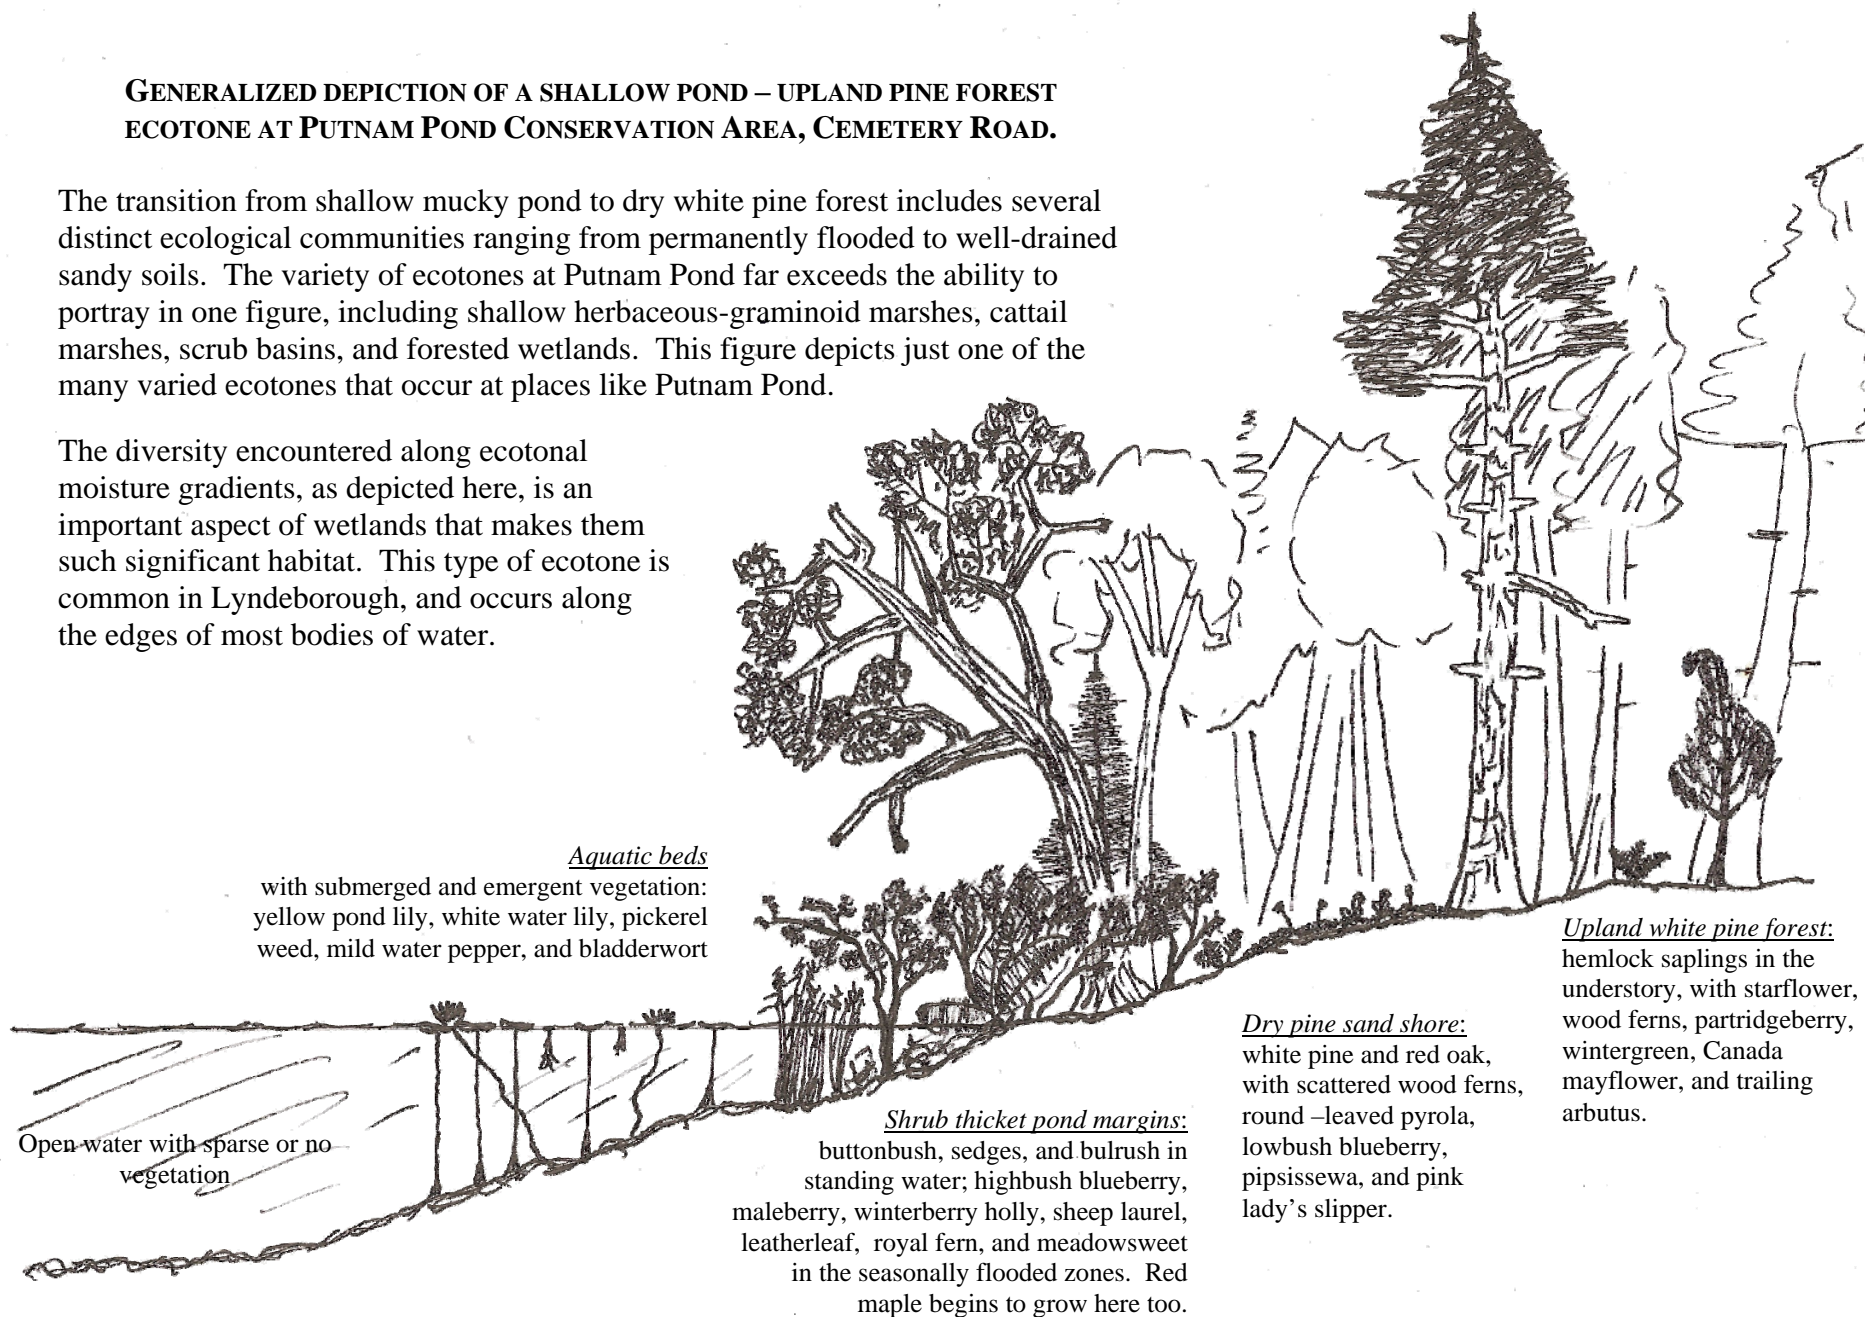 GENERALIZED DEPICTION OF A SHALLOW POND – UPLAND PINE FOREST
ECOTONE AT PUTNAM POND CONSERVATION AREA, CEMETERY ROAD.
The transition from shallow mucky pond to dry white pine forest includes several
distinct ecological communities ranging from permanently flooded to well-drained
sandy soils.  The variety of ecotones at Putnam Pond far exceeds the ability to
portray in one figure, including shallow herbaceous-graminoid marshes, cattail
marshes, scrub basins, and forested wetlands.  This figure depicts just one of the
many varied ecotones that occur at places like Putnam Pond.
The diversity encountered along ecotonal
moisture gradients, as depicted here, is an
important aspect of wetlands that makes them
such significant habitat.  This type of ecotone is
common in Lyndeborough, and occurs along
the edges of most bodies of water.
Aquatic beds
with submerged and emergent vegetation:
yellow pond lily, white water lily, pickerel
weed, mild water pepper, and bladderwort
Open water with sparse or no
vegetation
Shrub thicket pond margins:
buttonbush, sedges, and bulrush in
standing water; highbush blueberry,
maleberry, winterberry holly, sheep laurel,
leatherleaf,  royal fern, and meadowsweet
in the seasonally flooded zones.  Red
maple begins to grow here too.
Dry pine sand shore:
white pine and red oak,
with scattered wood ferns,
round –leaved pyrola,
lowbush blueberry,
pipsissewa, and pink
lady's slipper.
Upland white pine forest:
hemlock saplings in the
understory, with starflower,
wood ferns, partridgeberry,
wintergreen, Canada
mayflower, and trailing
arbutus.